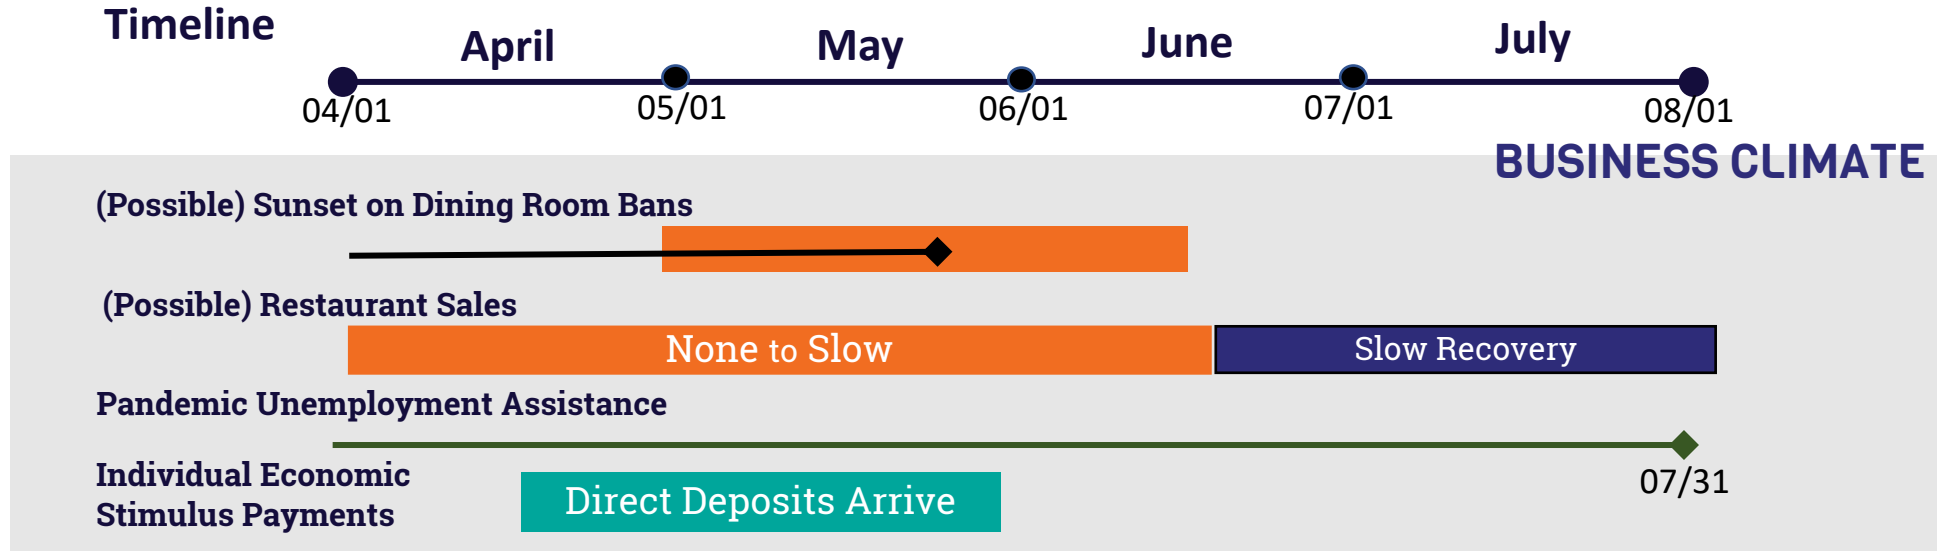 Timeline
April
May
June
July
04/01
05/01
06/01
07/01
08/01
BUSINESS CLIMATE
(Possible) Sunset on Dining Room Bans
(Possible) Restaurant Sales
None to Slow
Slow Recovery
Pandemic Unemployment Assistance
07/31
Individual Economic
Stimulus Payments
Direct Deposits Arrive